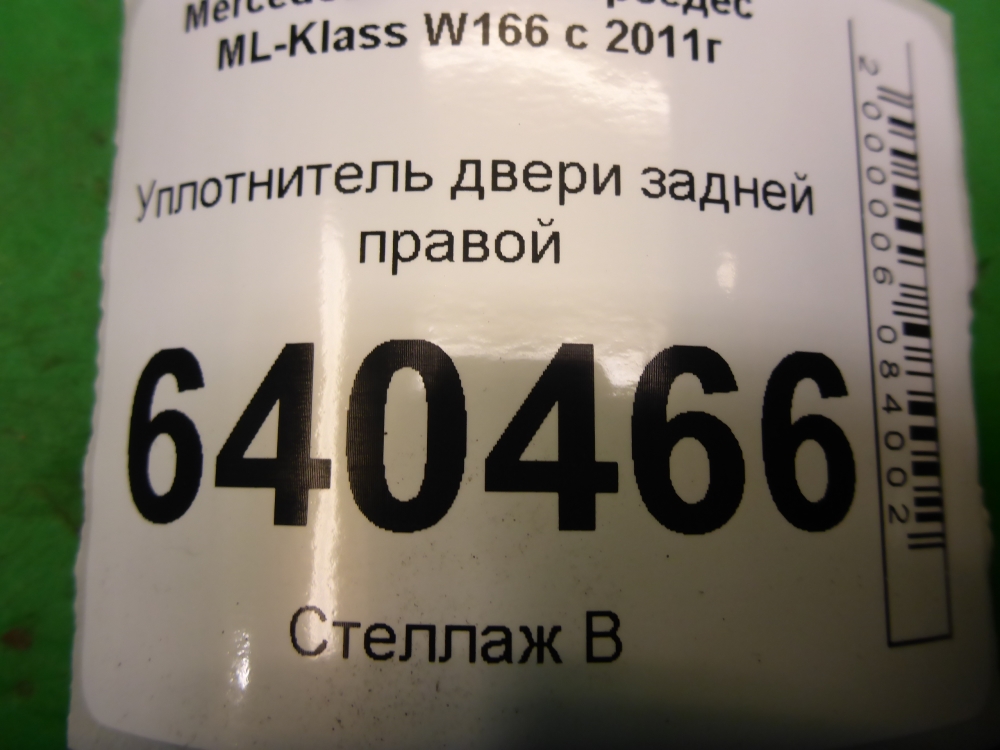 ML-Klass W166 с 2011г
Уплотнитель двери задней
правой
640466
Стеллаж В
2000006084002